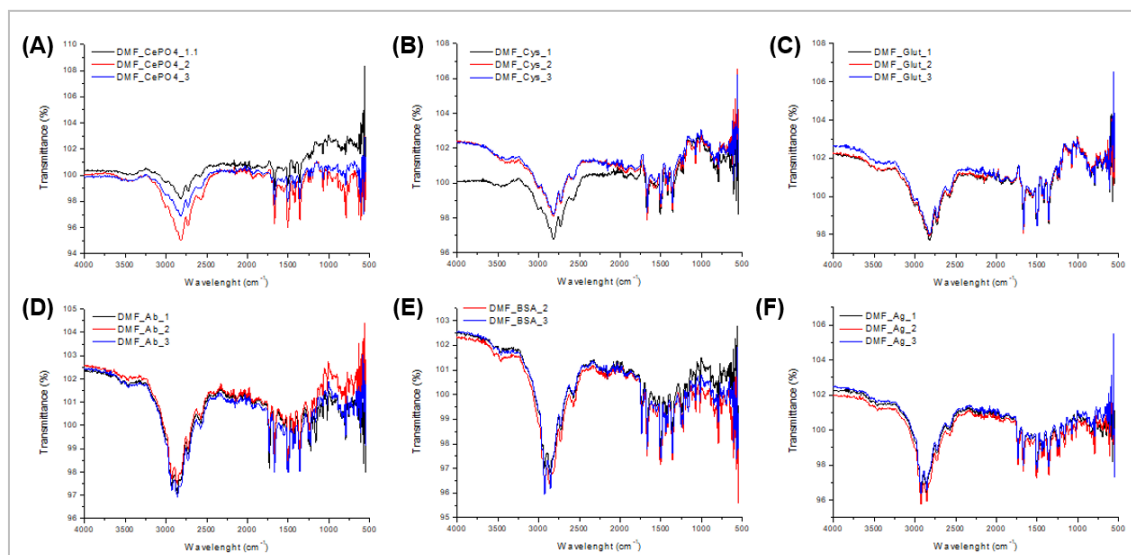 (A)
DMF_CePO4_1.1
DMF_CePO4_2
DMF_CePO4_3
Transmittance (%)
110
108
106
104
102
100
98
96
94
4000 3500 3000 2500 2000 1500 1000 500
Wavelenght (cm⁻¹)
(B)
DMF_Cys_1
DMF_Cys_2
DMF_Cys_3
Transmittance (%)
108
106
104
102
100
98
96
4000 3500 3000 2500 2000 1500 1000 500
Wavelenght (cm⁻¹)
(C)
DMF_Glut_1
DMF_Glut_2
DMF_Glut_3
Transmittance (%)
108
106
104
102
100
98
4000 3500 3000 2500 2000 1500 1000 500
Wavelenght (cm⁻¹)
(D)
DMF_Ab_1
DMF_Ab_2
DMF_Ab_3
Transmittance (%)
105
104
103
102
101
100
99
98
97
96
4000 3500 3000 2500 2000 1500 1000 500
Wavelenght (cm⁻¹)
(E)
DMF_BSA_2
DMF_BSA_3
Transmittance (%)
104
103
102
101
100
99
98
97
96
95
4000 3500 3000 2500 2000 1500 1000 500
Wavelenght (cm⁻¹)
(F)
DMF_Ag_1
DMF_Ag_2
DMF_Ag_3
Transmittance (%)
106
104
102
100
98
96
4000 3500 3000 2500 2000 1500 1000 500
Wavelenght (cm⁻¹)